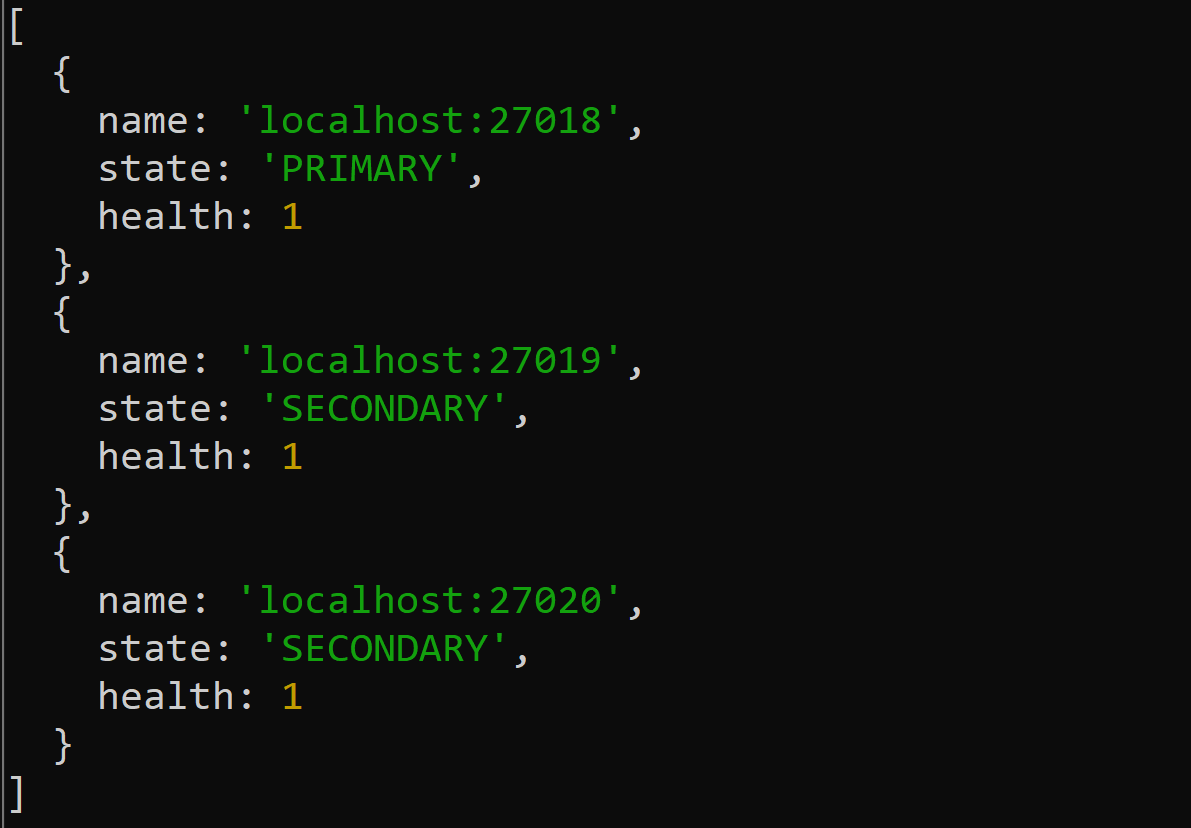 [
  {
    name: 'localhost:27018',
    state: 'PRIMARY',
    health: 1
  },
  {
    name: 'localhost:27019',
    state: 'SECONDARY',
    health: 1
  },
  {
    name: 'localhost:27020',
    state: 'SECONDARY',
    health: 1
  }
]